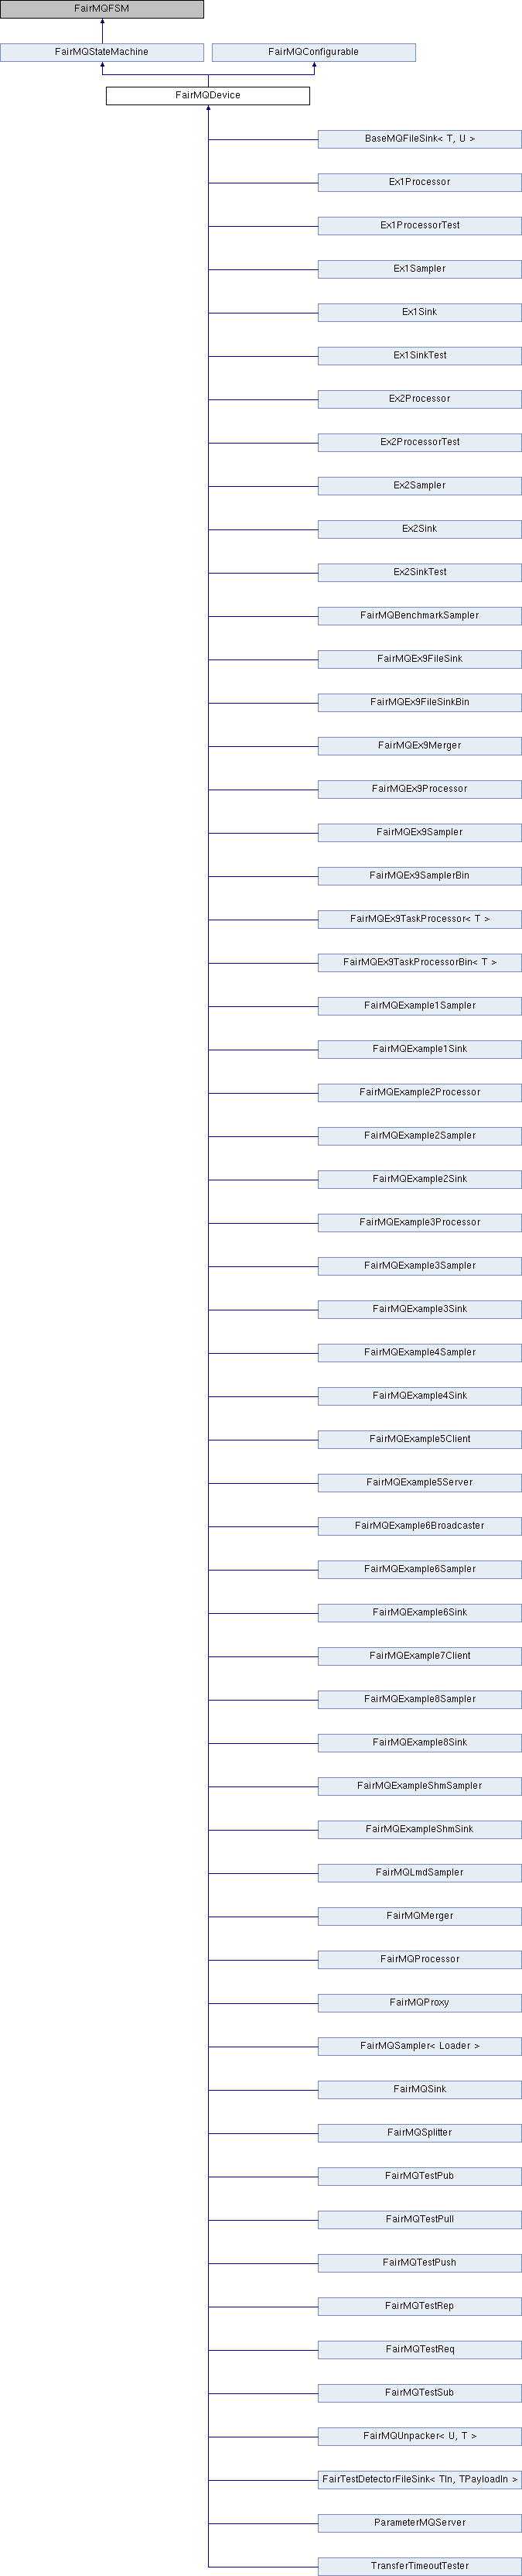 FairMQFSM
FairMQStateMachine
FairMQConfigurable
FairMQDevice
BaseMQFileSink< T, U >
Ex1Processor
Ex1ProcessorTest
Ex1Sampler
Ex1Sink
Ex1SinkTest
Ex2Processor
Ex2ProcessorTest
Ex2Sampler
Ex2Sink
Ex2SinkTest
FairMQBenchmarkSampler
FairMQEx9FileSink
FairMQEx9FileSinkBin
FairMQEx9Merger
FairMQEx9Processor
FairMQEx9Sampler
FairMQEx9SamplerBin
FairMQEx9TaskProcessor< T >
FairMQEx9TaskProcessorBin< T >
FairMQExample1Sampler
FairMQExample1Sink
FairMQExample2Processor
FairMQExample2Sampler
FairMQExample2Sink
FairMQExample3Processor
FairMQExample3Sampler
FairMQExample3Sink
FairMQExample4Sampler
FairMQExample4Sink
FairMQExample5Client
FairMQExample5Server
FairMQExample6Broadcaster
FairMQExample6Sampler
FairMQExample6Sink
FairMQExample7Client
FairMQExample8Sampler
FairMQExample8Sink
FairMQExampleShmSampler
FairMQExampleShmSink
FairMQLmdSampler
FairMQMerger
FairMQProcessor
FairMQProxy
FairMQSampler< Loader >
FairMQSink
FairMQSplitter
FairMQTestPub
FairMQTestPull
FairMQTestPush
FairMQTestRep
FairMQTestReq
FairMQTestSub
FairMQUnpacker< U, T >
FairTestDetectorFileSink< TIn, TPayloadIn >
ParameterMQServer
TransferTimeoutTester